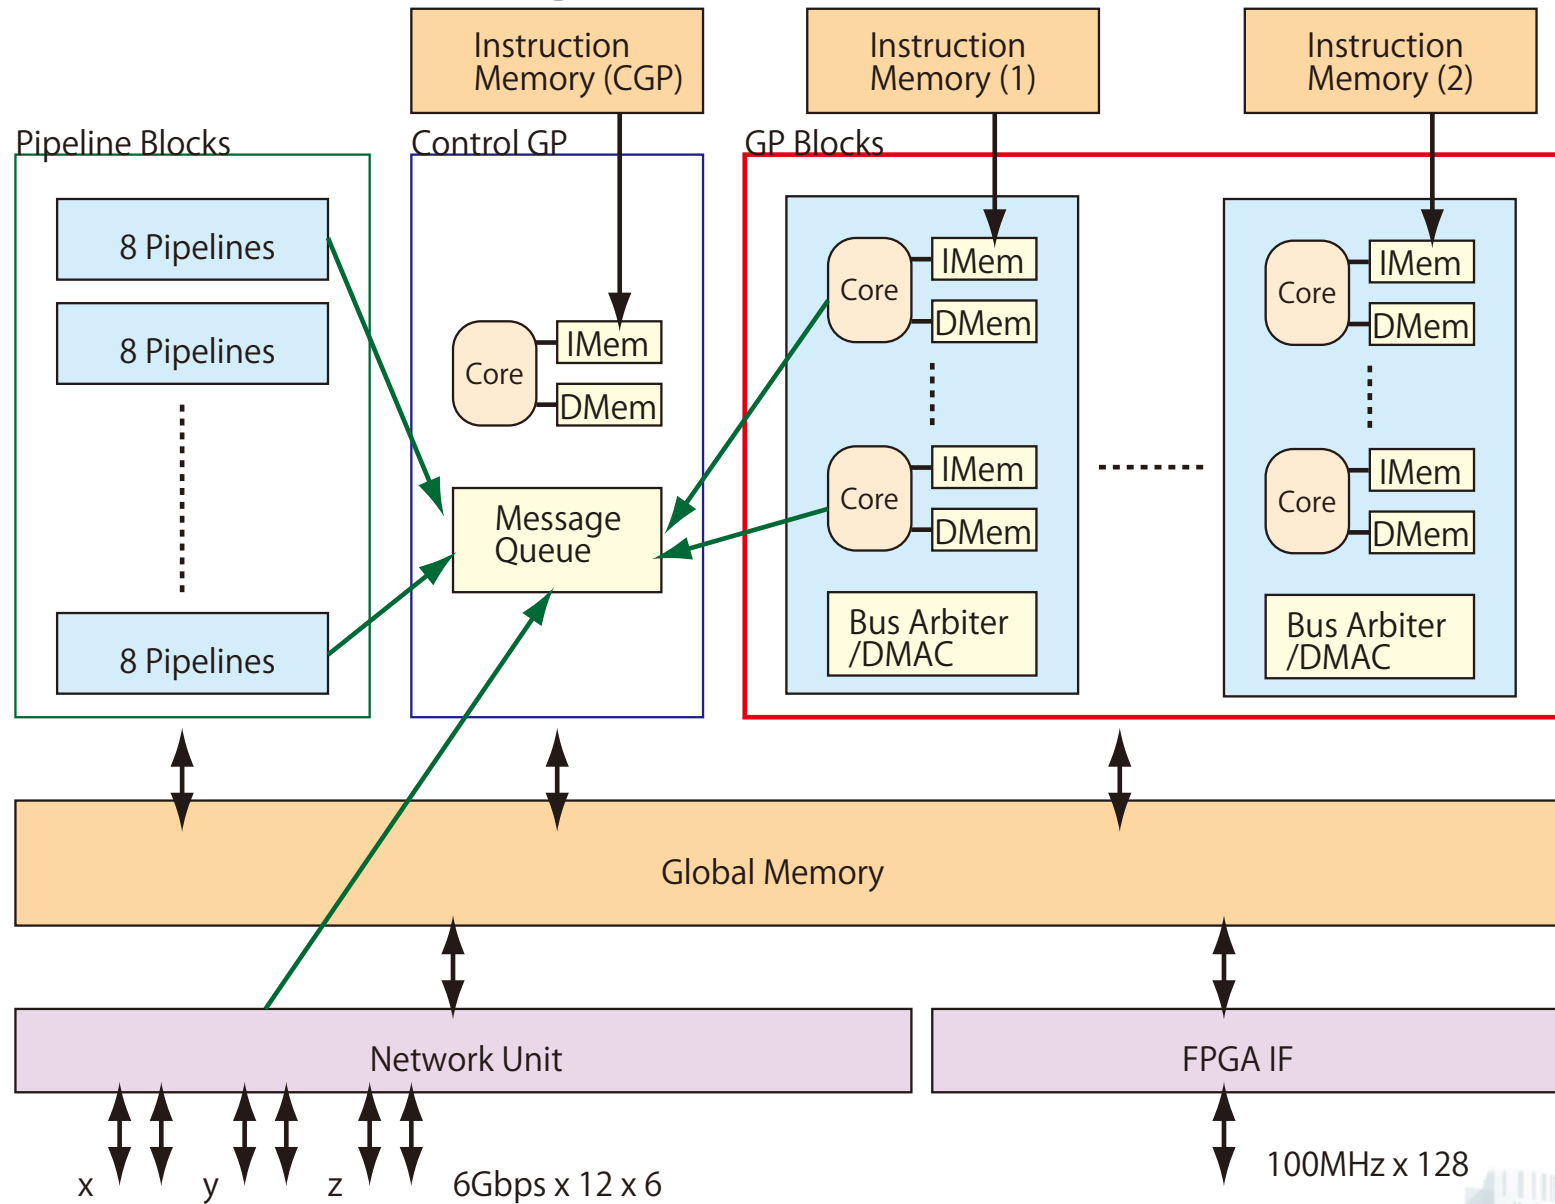 Instruction
Memory (CGP)
Instruction
Memory (1)
Instruction
Memory (2)
Pipeline Blocks
Control GP
GP Blocks
8 Pipelines
8 Pipelines
8 Pipelines
Core
IMem
DMem
Message
Queue
Core
IMem
DMem
Core
IMem
DMem
Bus Arbiter
/DMAC
Core
IMem
DMem
Core
IMem
DMem
Bus Arbiter
/DMAC
Global Memory
Network Unit
FPGA IF
x
y
z
6Gbps x 12 x 6
100MHz x 128